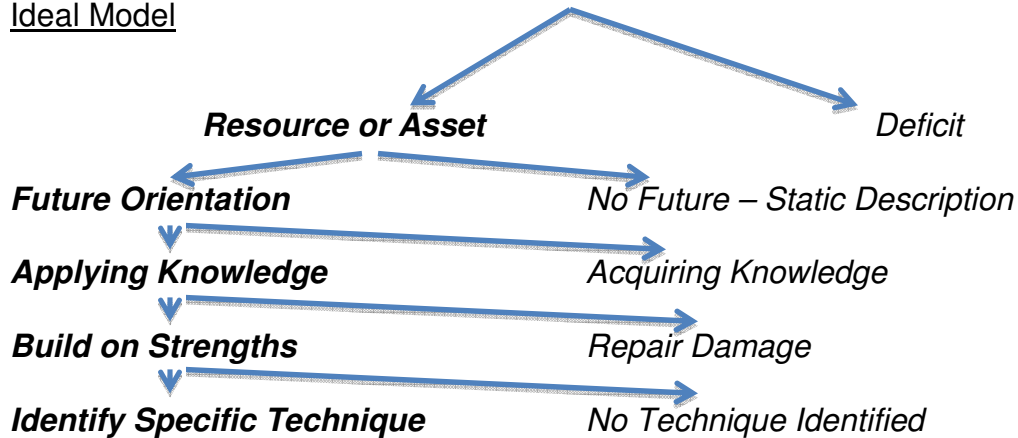 Ideal Model
Resource or Asset Deficit
Future Orientation No Future – Static Description
Applying Knowledge Acquiring Knowledge
Build on Strengths Repair Damage
Identify Specific Technique No Technique Identified